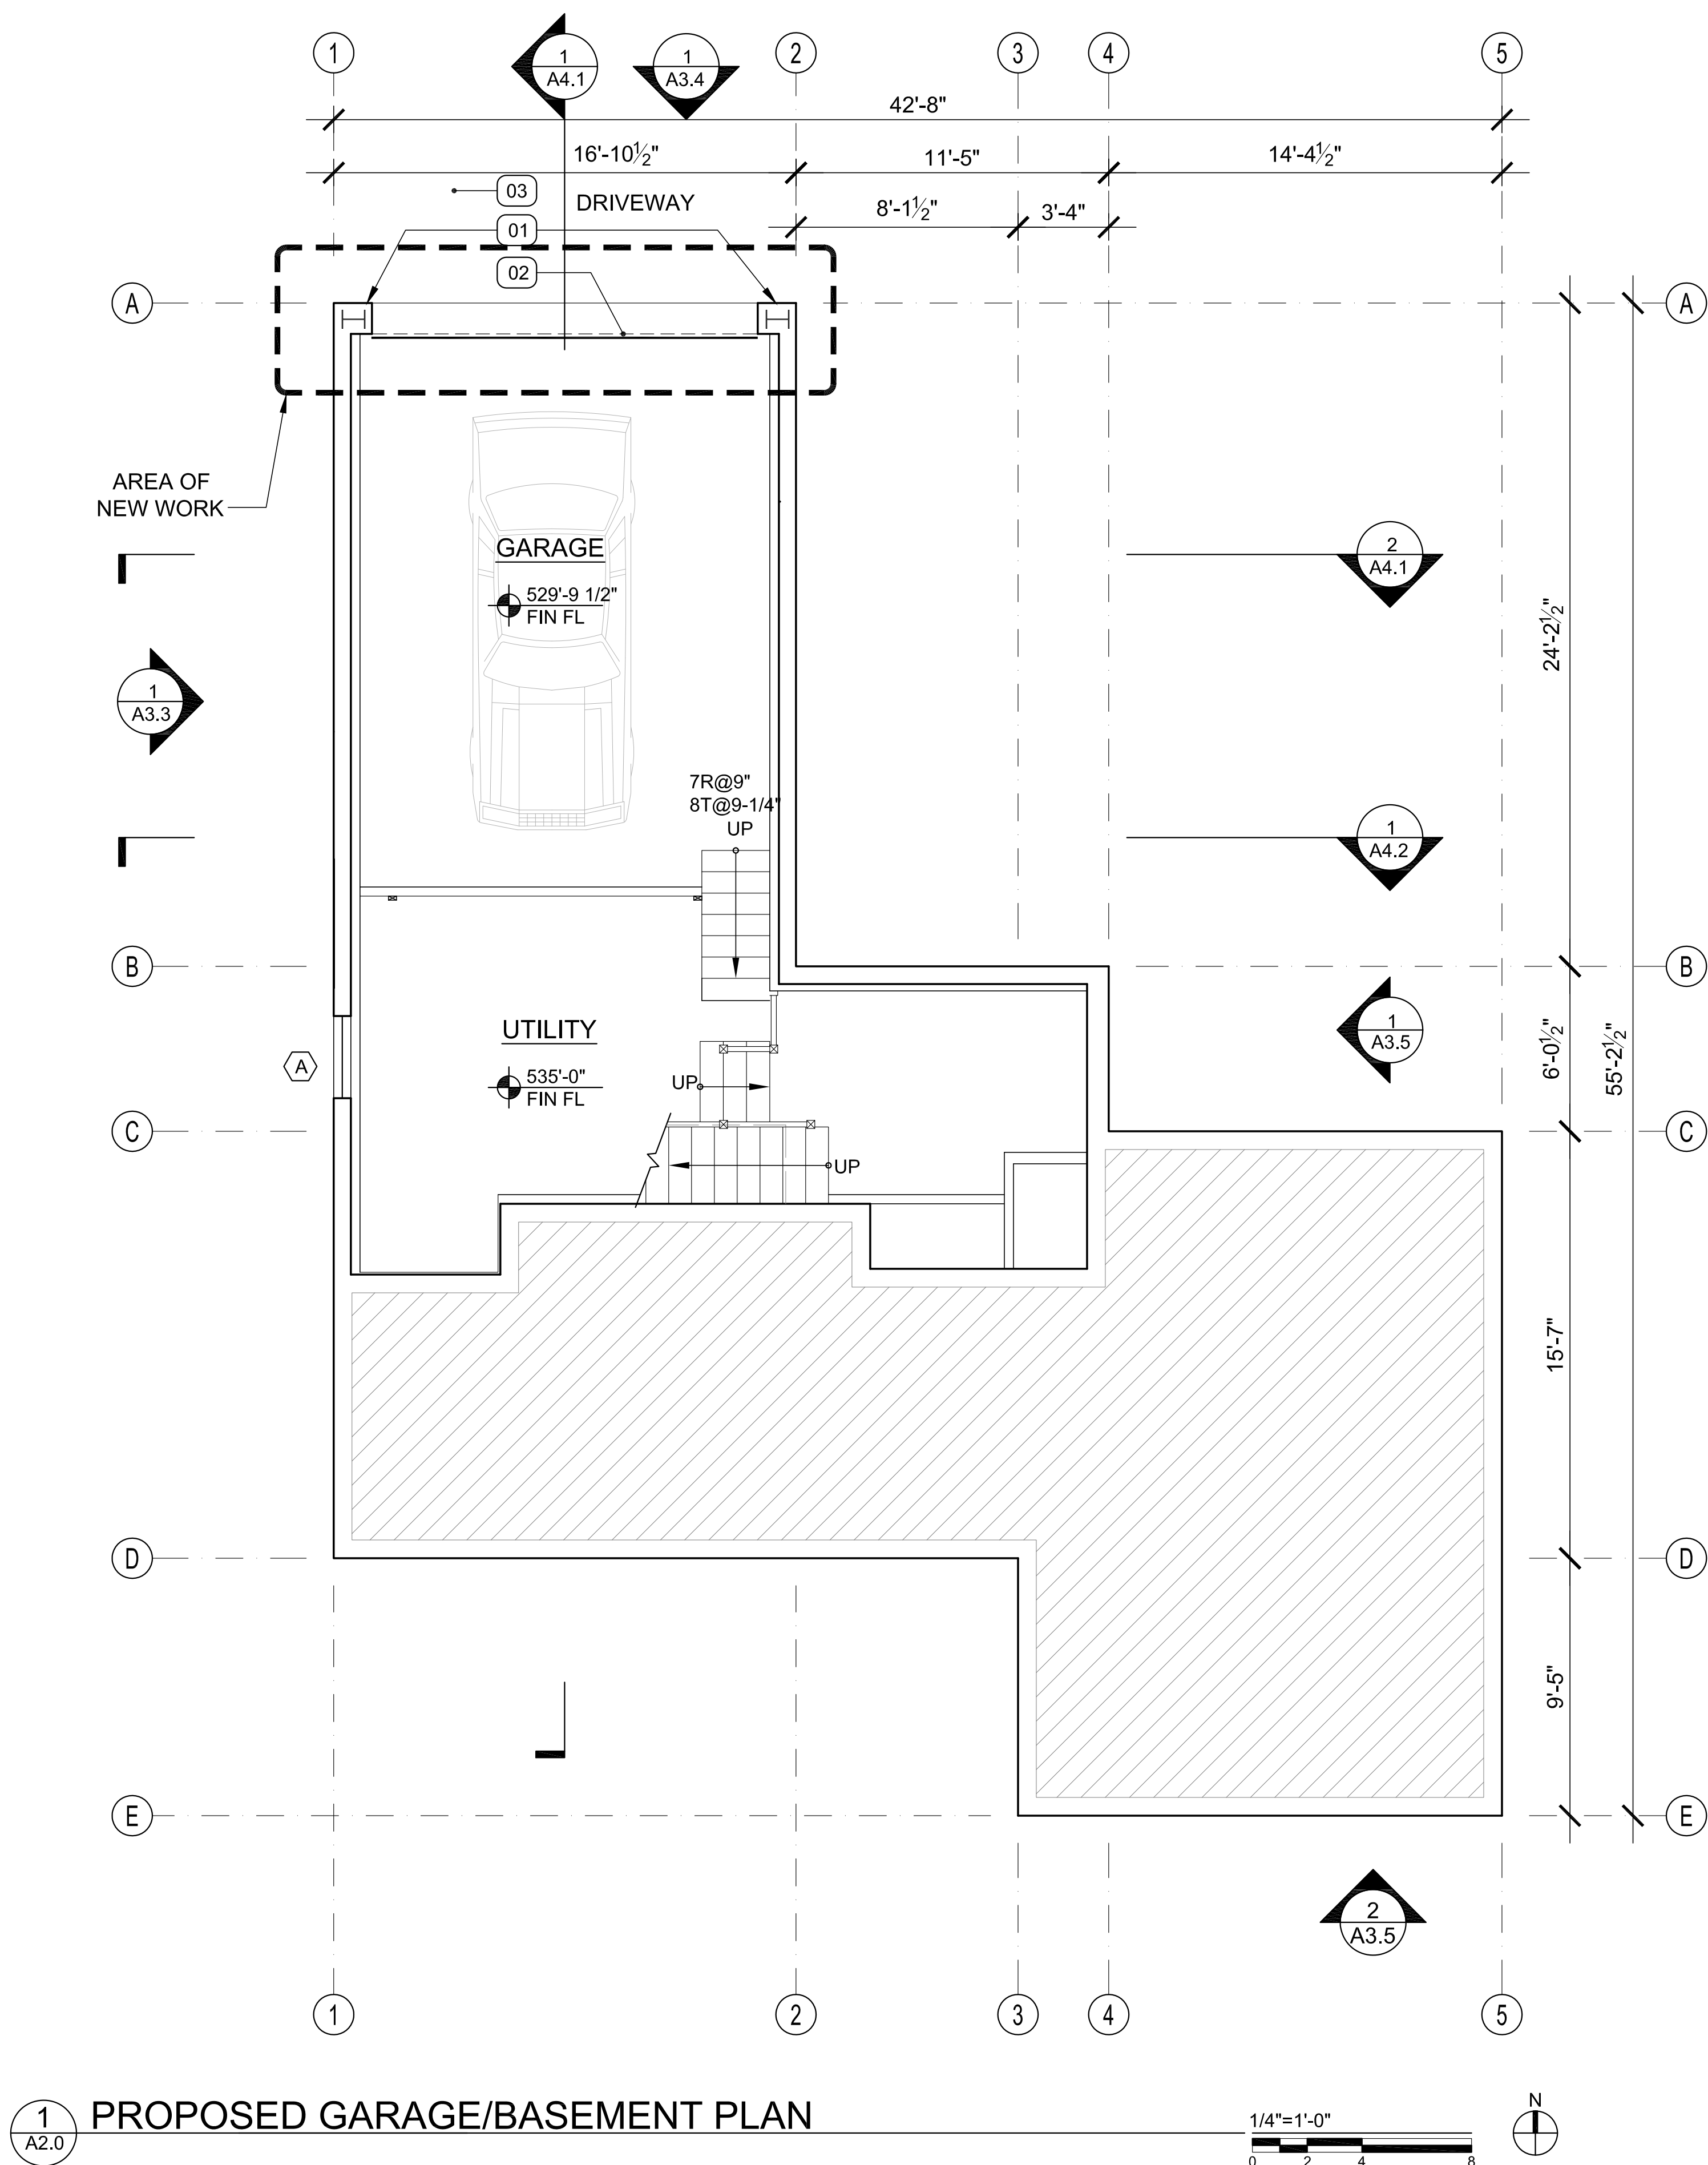 1
1
A4.1
1
A3.4
2
3
4
5
42'-8"
16'-10½"
11'-5"
14'-4½"
03
DRIVEWAY
8'-1½"
3'-4"
01
02
A
A
AREA OF
NEW WORK
GARAGE
529'-9 1/2"
FIN FL
2
A4.1
24'-2½"
1
A3.3
7R@9"
8T@9-1/4"
UP
1
A4.2
B
B
UTILITY
1
A3.5
6'-0½"
55'-2½"
A
535'-0"
FIN FL
UP
C
C
UP
15'-7"
D
D
9'-5"
E
E
2
A3.5
1
2
3
4
5
1
A2.0
PROPOSED GARAGE/BASEMENT PLAN
1/4"=1'-0"
0 2 4 8
N